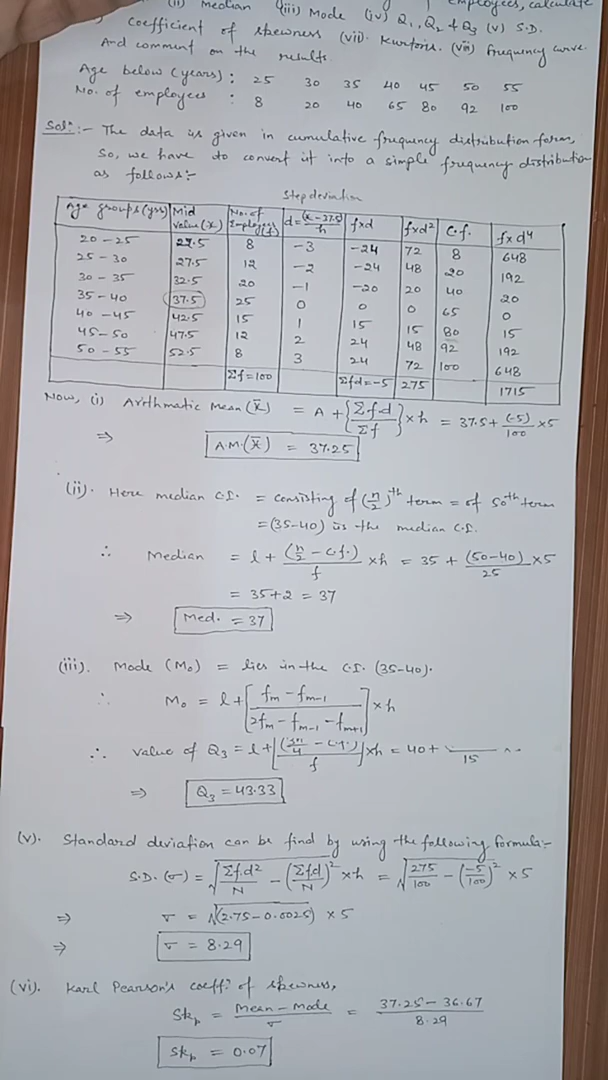 (ii) Median (iii) Mode (iv) Q₁, Q₂ & Q₃ (v) S.D.
employees, calculate
Coefficient of skewness (vii). Kurtosis. (viii) frequency curve.
And comment on the results.
Age below (years) : 25 30 35 40 45 50 55
No. of employees : 8 20 40 65 80 92 100
Solⁿ:- The data is given in cumulative frequency distribution form,
So, we have to convert it into a simple frequency distribution
as follows:-
Step deviation
Age groups (yrs) Mid value (x) No. of Employees (f) d = (x-37.5)/h f×d f×d² C.f. f×d⁴
20-25 22.5 8 -3 -24 72 8 648
25-30 27.5 12 -2 -24 48 20 192
30-35 32.5 20 -1 -20 20 40 20
35-40 37.5 25 0 0 0 65 0
40-45 42.5 15 1 15 15 80 15
45-50 47.5 12 2 24 48 92 192
50-55 52.5 8 3 24 72 100 648
Σf=100 Σfd=-5 275 1715
Now, (i) Arithmatic Mean (x̄) = A + {Σfd/Σf} × h = 37.5 + (-5)/100 × 5
⇒ A.M.(x̄) = 37.25
(ii). Here median C.I. = consisting of (n/2)th term = of 50th term
= (35-40) is the median C.I.
∴ Median = l + (n/2 - C.f.)/f × h = 35 + (50-40)/25 × 5
= 35+2 = 37
⇒ Med. = 37
(iii). Mode (Mo) = lies in the C.I. (35-40).
∴ Mo = l + [(fm - fm-1)/(2fm - fm-1 - fm+1)] × h
∴ Value of Q₃ = l + [(3n/4 - C.f.)/f] × h = 40 + /15
⇒ Q₃ = 43.33
(v). Standard deviation can be find by using the following formula:-
S.D. (σ) = √(Σf.d²/N - (Σfd/N)²) × h = √(275/100 - (-5/100)²) × 5
⇒ σ = √(2.75-0.0025) × 5
⇒ σ = 8.29
(vi). Karl Pearson's coeffⁿ of skewness,
Skp = (Mean - Mode)/σ = (37.25 - 36.67)/8.29
Skp = 0.07